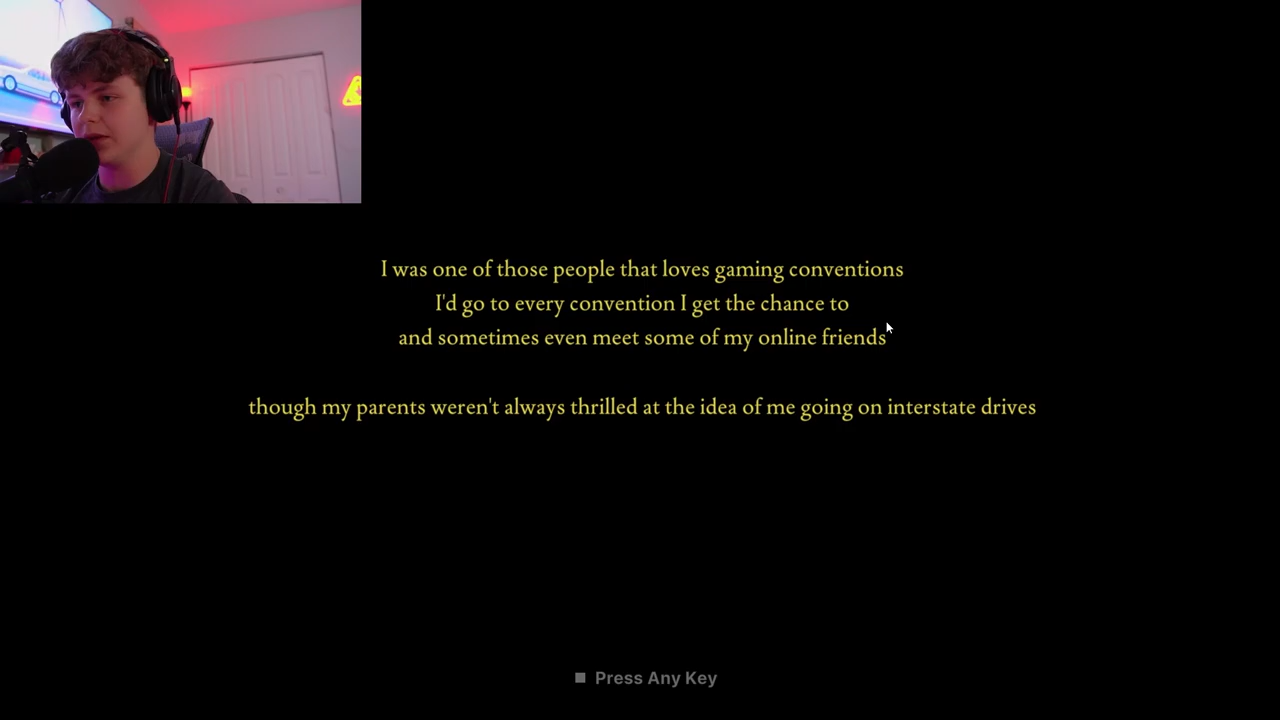 I was one of those people that loves gaming conventions
I'd go to every convention I get the chance to
and sometimes even meet some of my online friends
though my parents weren't always thrilled at the idea of me going on interstate drives
Press Any Key